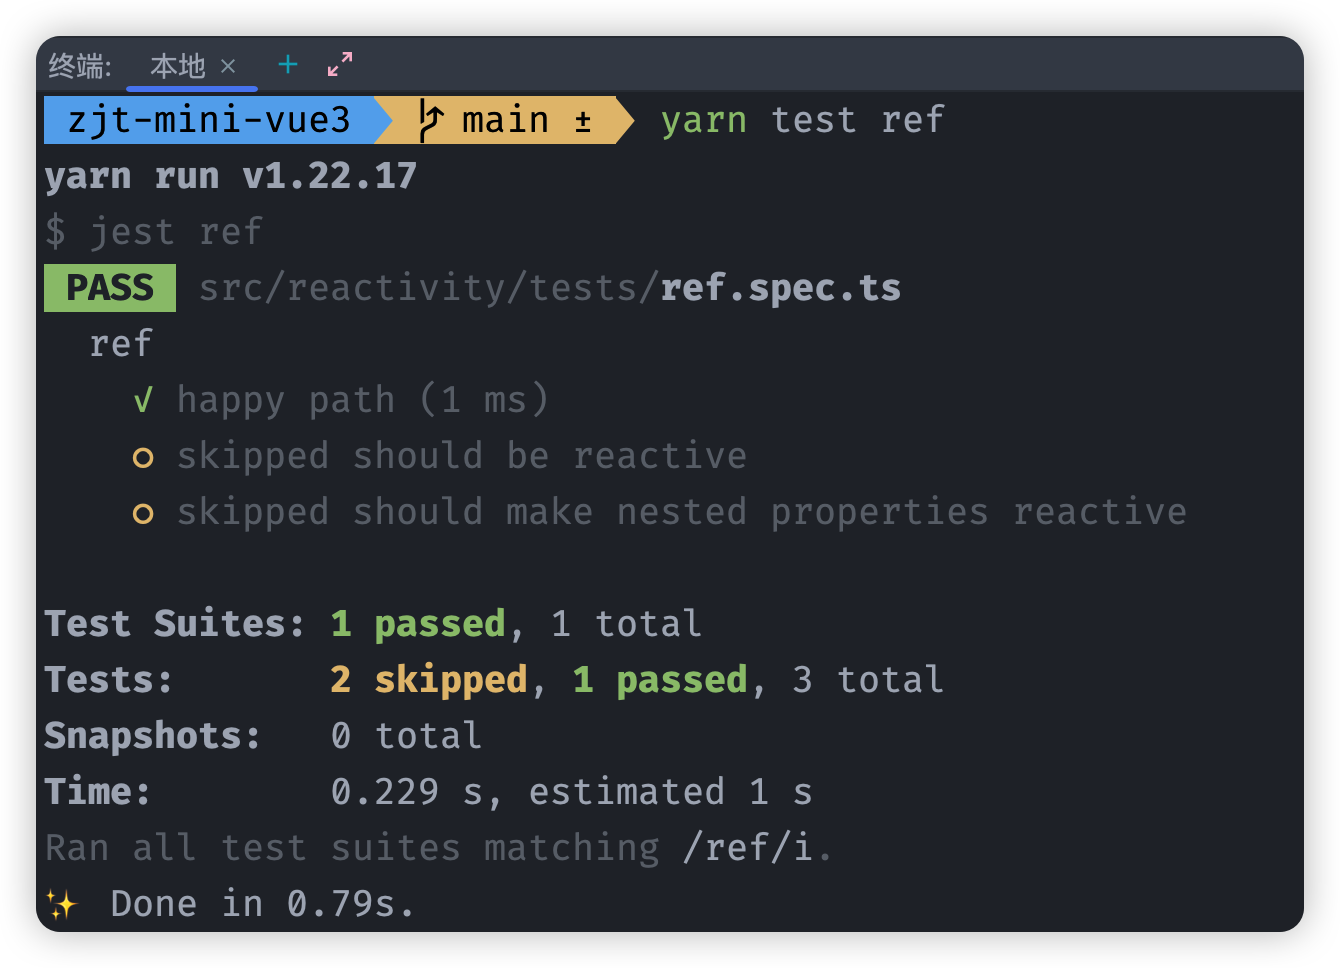 终端: 本地 × +
zjt-mini-vue3 main ± yarn test ref
yarn run v1.22.17
$ jest ref
PASS src/reactivity/tests/ref.spec.ts
ref
√ happy path (1 ms)
○ skipped should be reactive
○ skipped should make nested properties reactive
Test Suites: 1 passed, 1 total
Tests: 2 skipped, 1 passed, 3 total
Snapshots: 0 total
Time: 0.229 s, estimated 1 s
Ran all test suites matching /ref/i.
✨ Done in 0.79s.